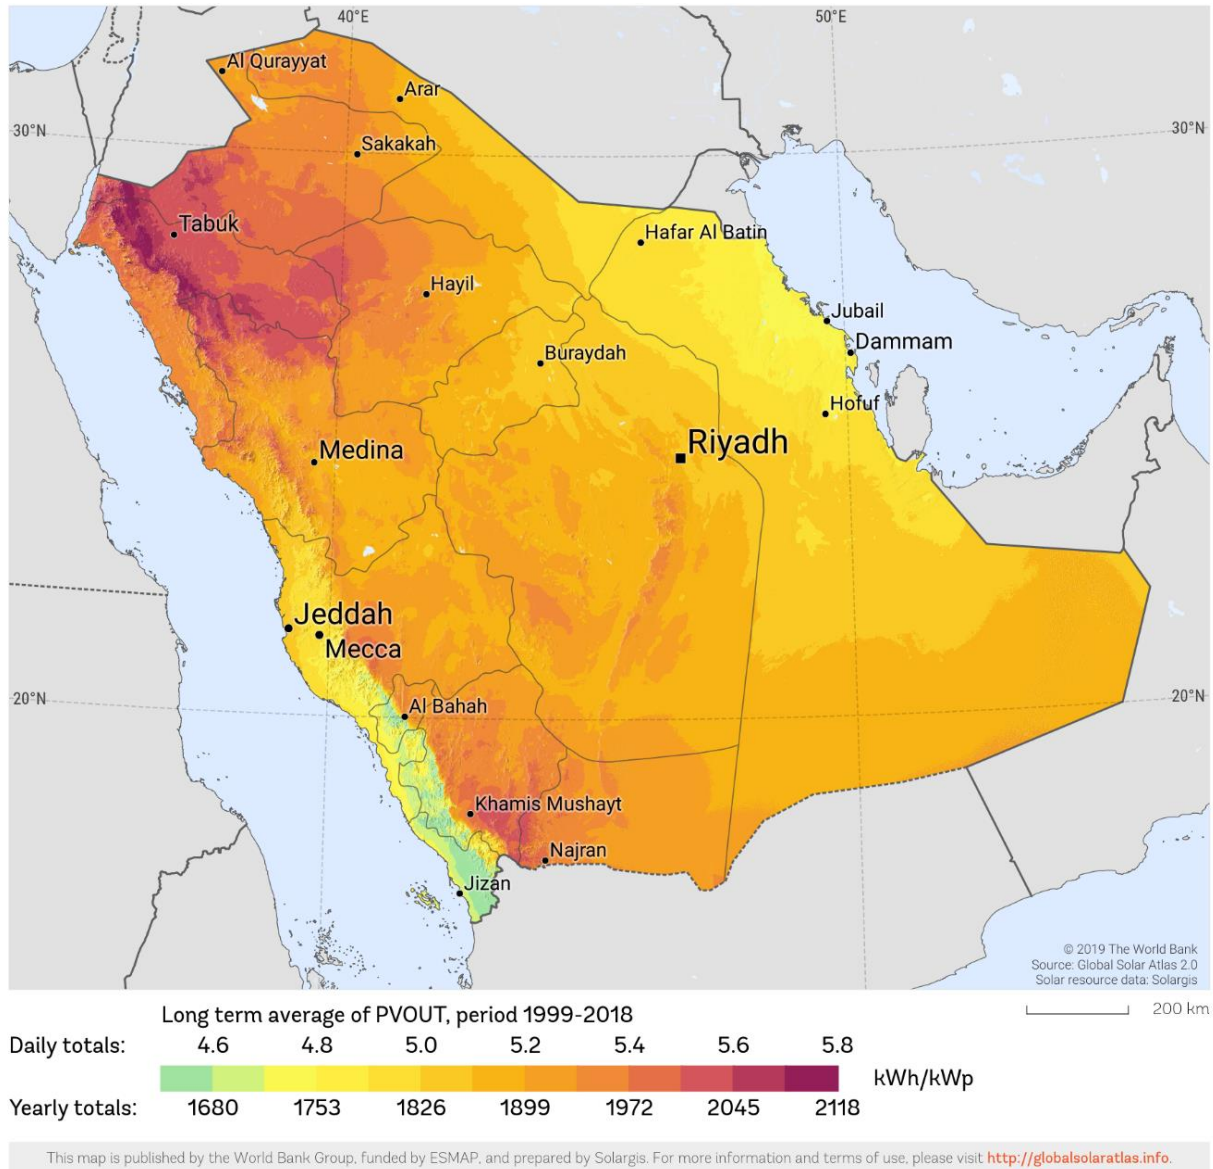 40°E
50°E
Al Qurayyat
Arar
30°N
30°N
Sakakah
Tabuk
Hafar Al Batin
Hayil
Jubail
Dammam
Buraydah
Hofuf
Riyadh
Medina
Jeddah
Mecca
20°N
20°N
Al Bahah
Khamis Mushayt
Najran
Jizan
© 2019 The World Bank
Source: Global Solar Atlas 2.0
Solar resource data: Solargis
200 km
Long term average of PVOUT, period 1999-2018
Daily totals: 4.6 4.8 5.0 5.2 5.4 5.6 5.8
kWh/kWp
Yearly totals: 1680 1753 1826 1899 1972 2045 2118
This map is published by the World Bank Group, funded by ESMAP, and prepared by Solargis. For more information and terms of use, please visit http://globalsolaratlas.info.